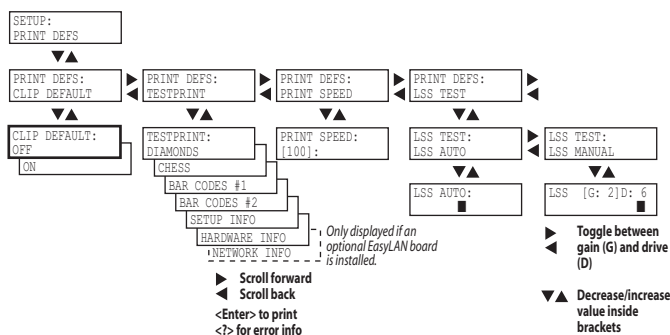 SETUP:
PRINT DEFS
PRINT DEFS:
CLIP DEFAULT
PRINT DEFS:
TESTPRINT
PRINT DEFS:
PRINT SPEED
PRINT DEFS:
LSS TEST
CLIP DEFAULT:
OFF
ON
TESTPRINT:
DIAMONDS
CHESS
BAR CODES #1
BAR CODES #2
SETUP INFO
HARDWARE INFO
NETWORK INFO
Only displayed if an
optional EasyLAN board
is installed.
Scroll forward
Scroll back
<Enter> to print
<?> for error info
PRINT SPEED:
[100]:
LSS TEST:
LSS AUTO
LSS TEST:
LSS MANUAL
LSS AUTO:
LSS [G: 2]D: 6
Toggle between
gain (G) and drive
(D)
Decrease/increase
value inside
brackets